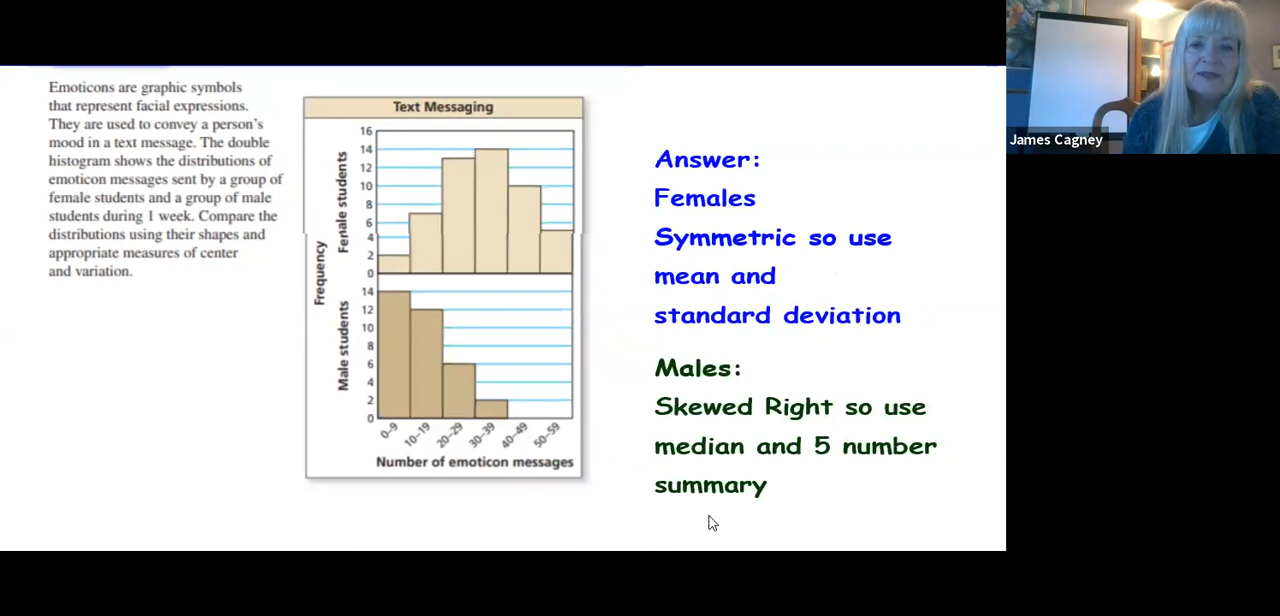 Emoticons are graphic symbols
that represent facial expressions.
They are used to convey a person's
mood in a text message. The double
histogram shows the distributions of
emoticon messages sent by a group of
female students and a group of male
students during 1 week. Compare the
distributions using their shapes and
appropriate measures of center
and variation.
Text Messaging
Frequency
Female students
16
14
12
10
8
6
4
2
0
Male students
14
12
10
8
6
4
2
0
0–9
10–19
20–29
30–39
40–49
50–59
Number of emoticon messages
Answer:
Females
Symmetric so use
mean and
standard deviation
Males:
Skewed Right so use
median and 5 number
summary
James Cagney